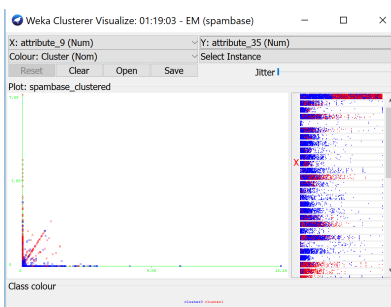 Weka Clusterer Visualize: 01:19:03 - EM (spambase)
X: attribute_9 (Num) Y: attribute_35 (Num)
Colour: Cluster (Nom) Select Instance
Reset Clear Open Save Jitter
Plot: spambase_clustered
X
0
Class colour
cluster0 cluster1